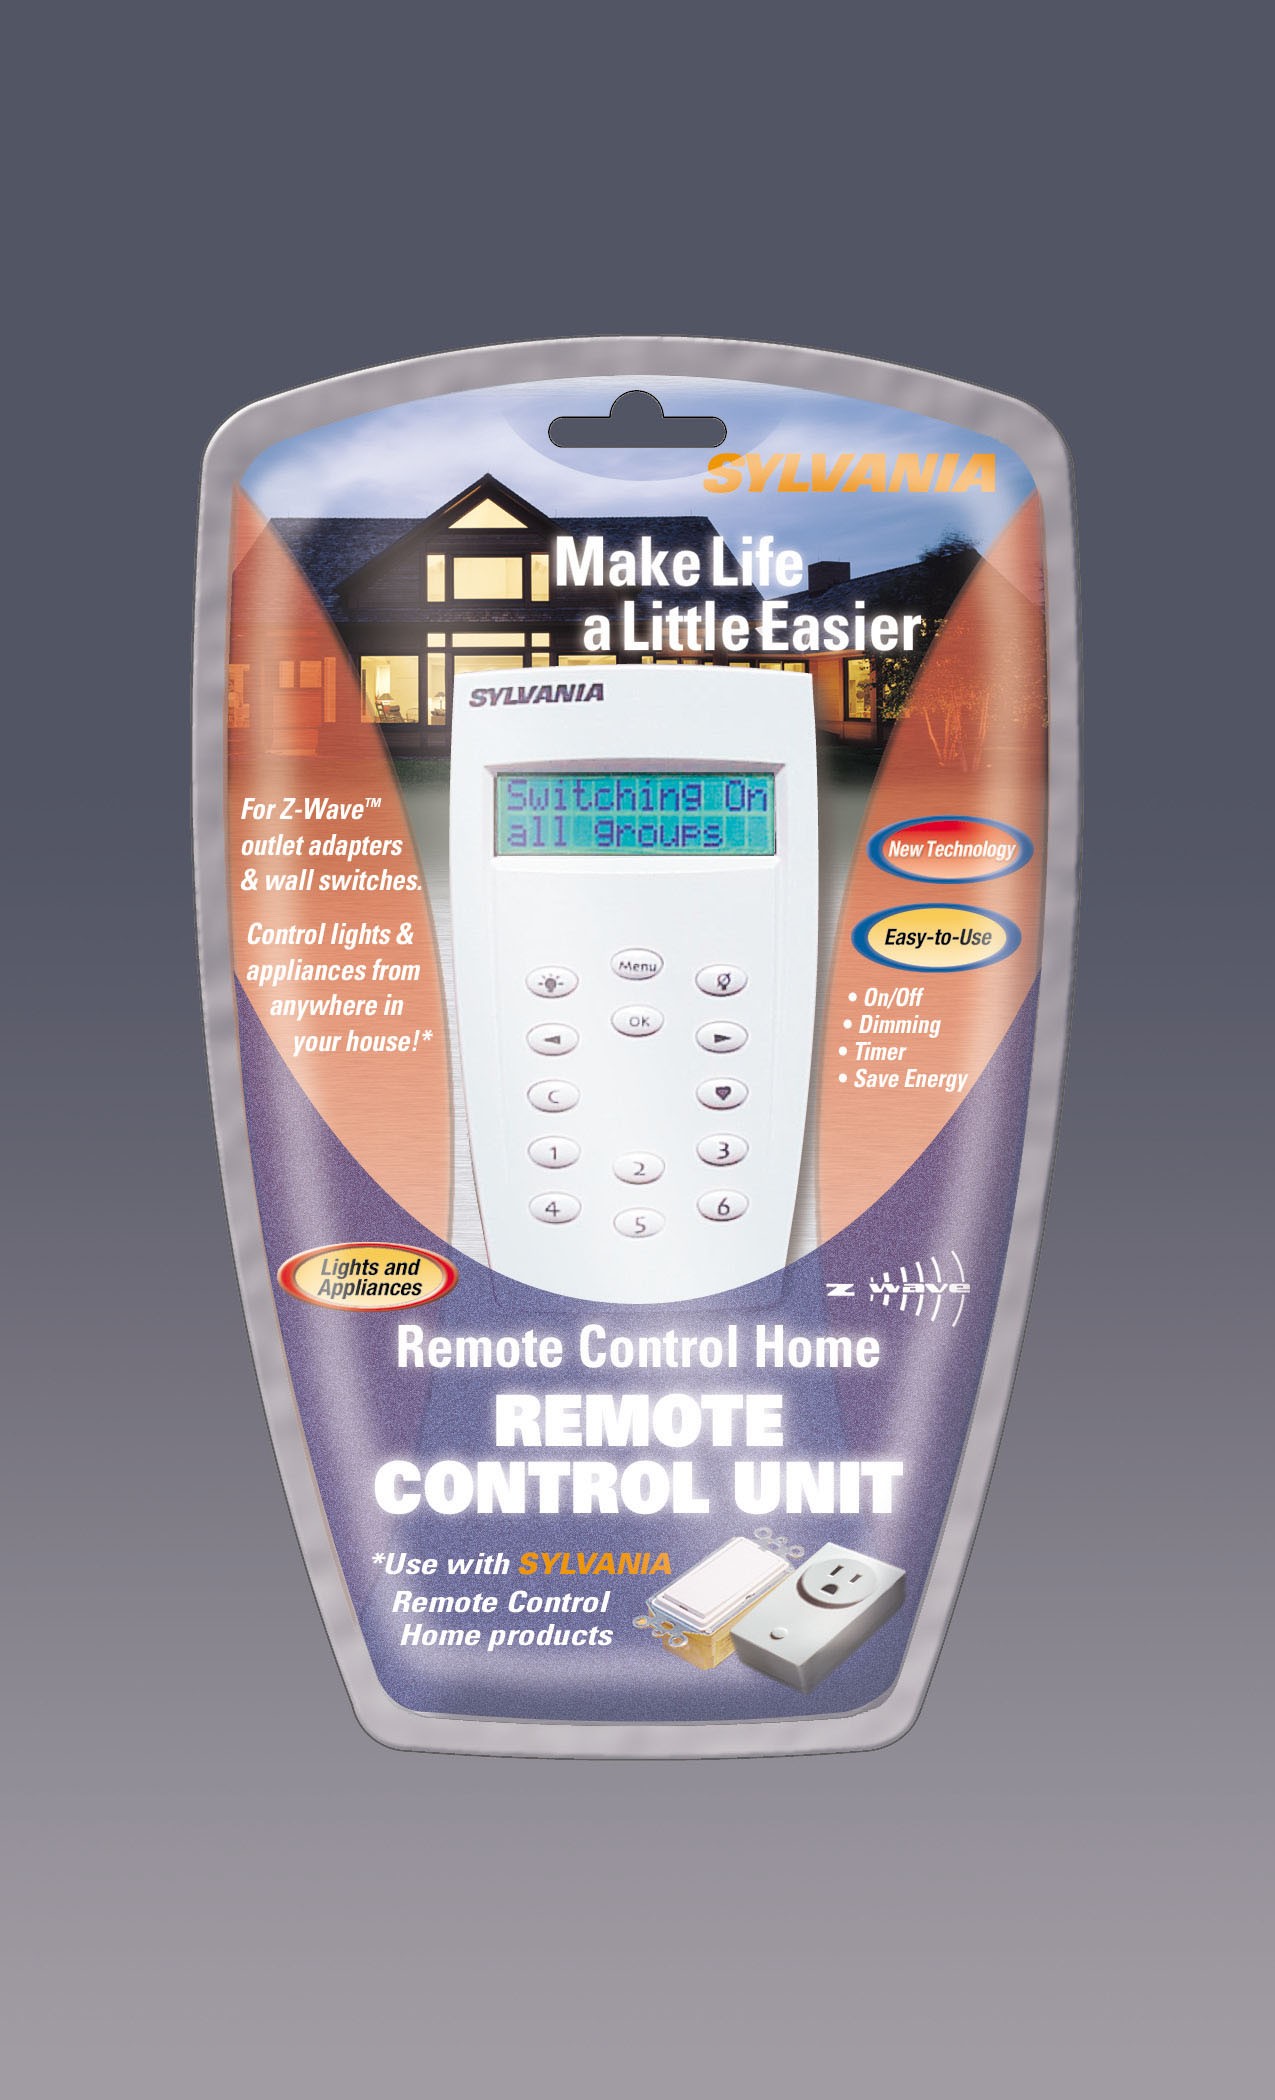 SYLVANIA
Make Life
a Little Easier
SYLVANIA
Switching On
all groups
For Z-Wave™
outlet adapters
& wall switches.
Control lights &
appliances from
anywhere in
your house!*
New Technology
Easy-to-Use
• On/Off
• Dimming
• Timer
• Save Energy
Menu
OK
C
1
2
3
4
5
6
Lights and
Appliances
Z wave
Remote Control Home
REMOTE
CONTROL UNIT
*Use with SYLVANIA
Remote Control
Home products